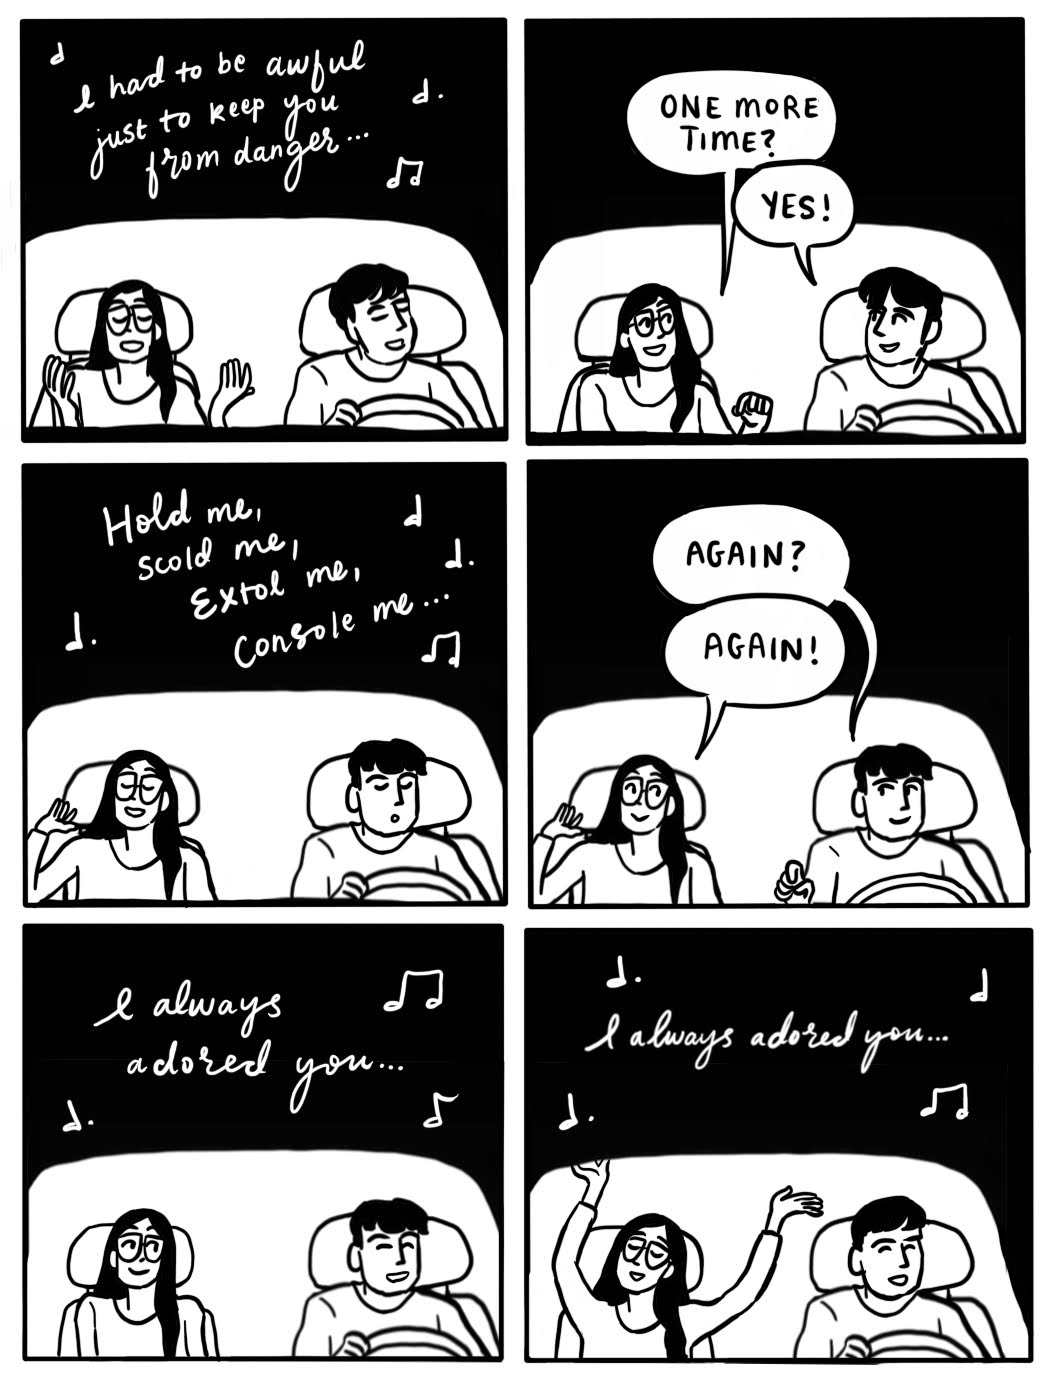 I had to be awful
just to keep you
from danger...
ONE MORE
TIME?
YES!
Hold me,
scold me,
Extol me,
Console me...
AGAIN?
AGAIN!
I always
adored you...
I always adored you...